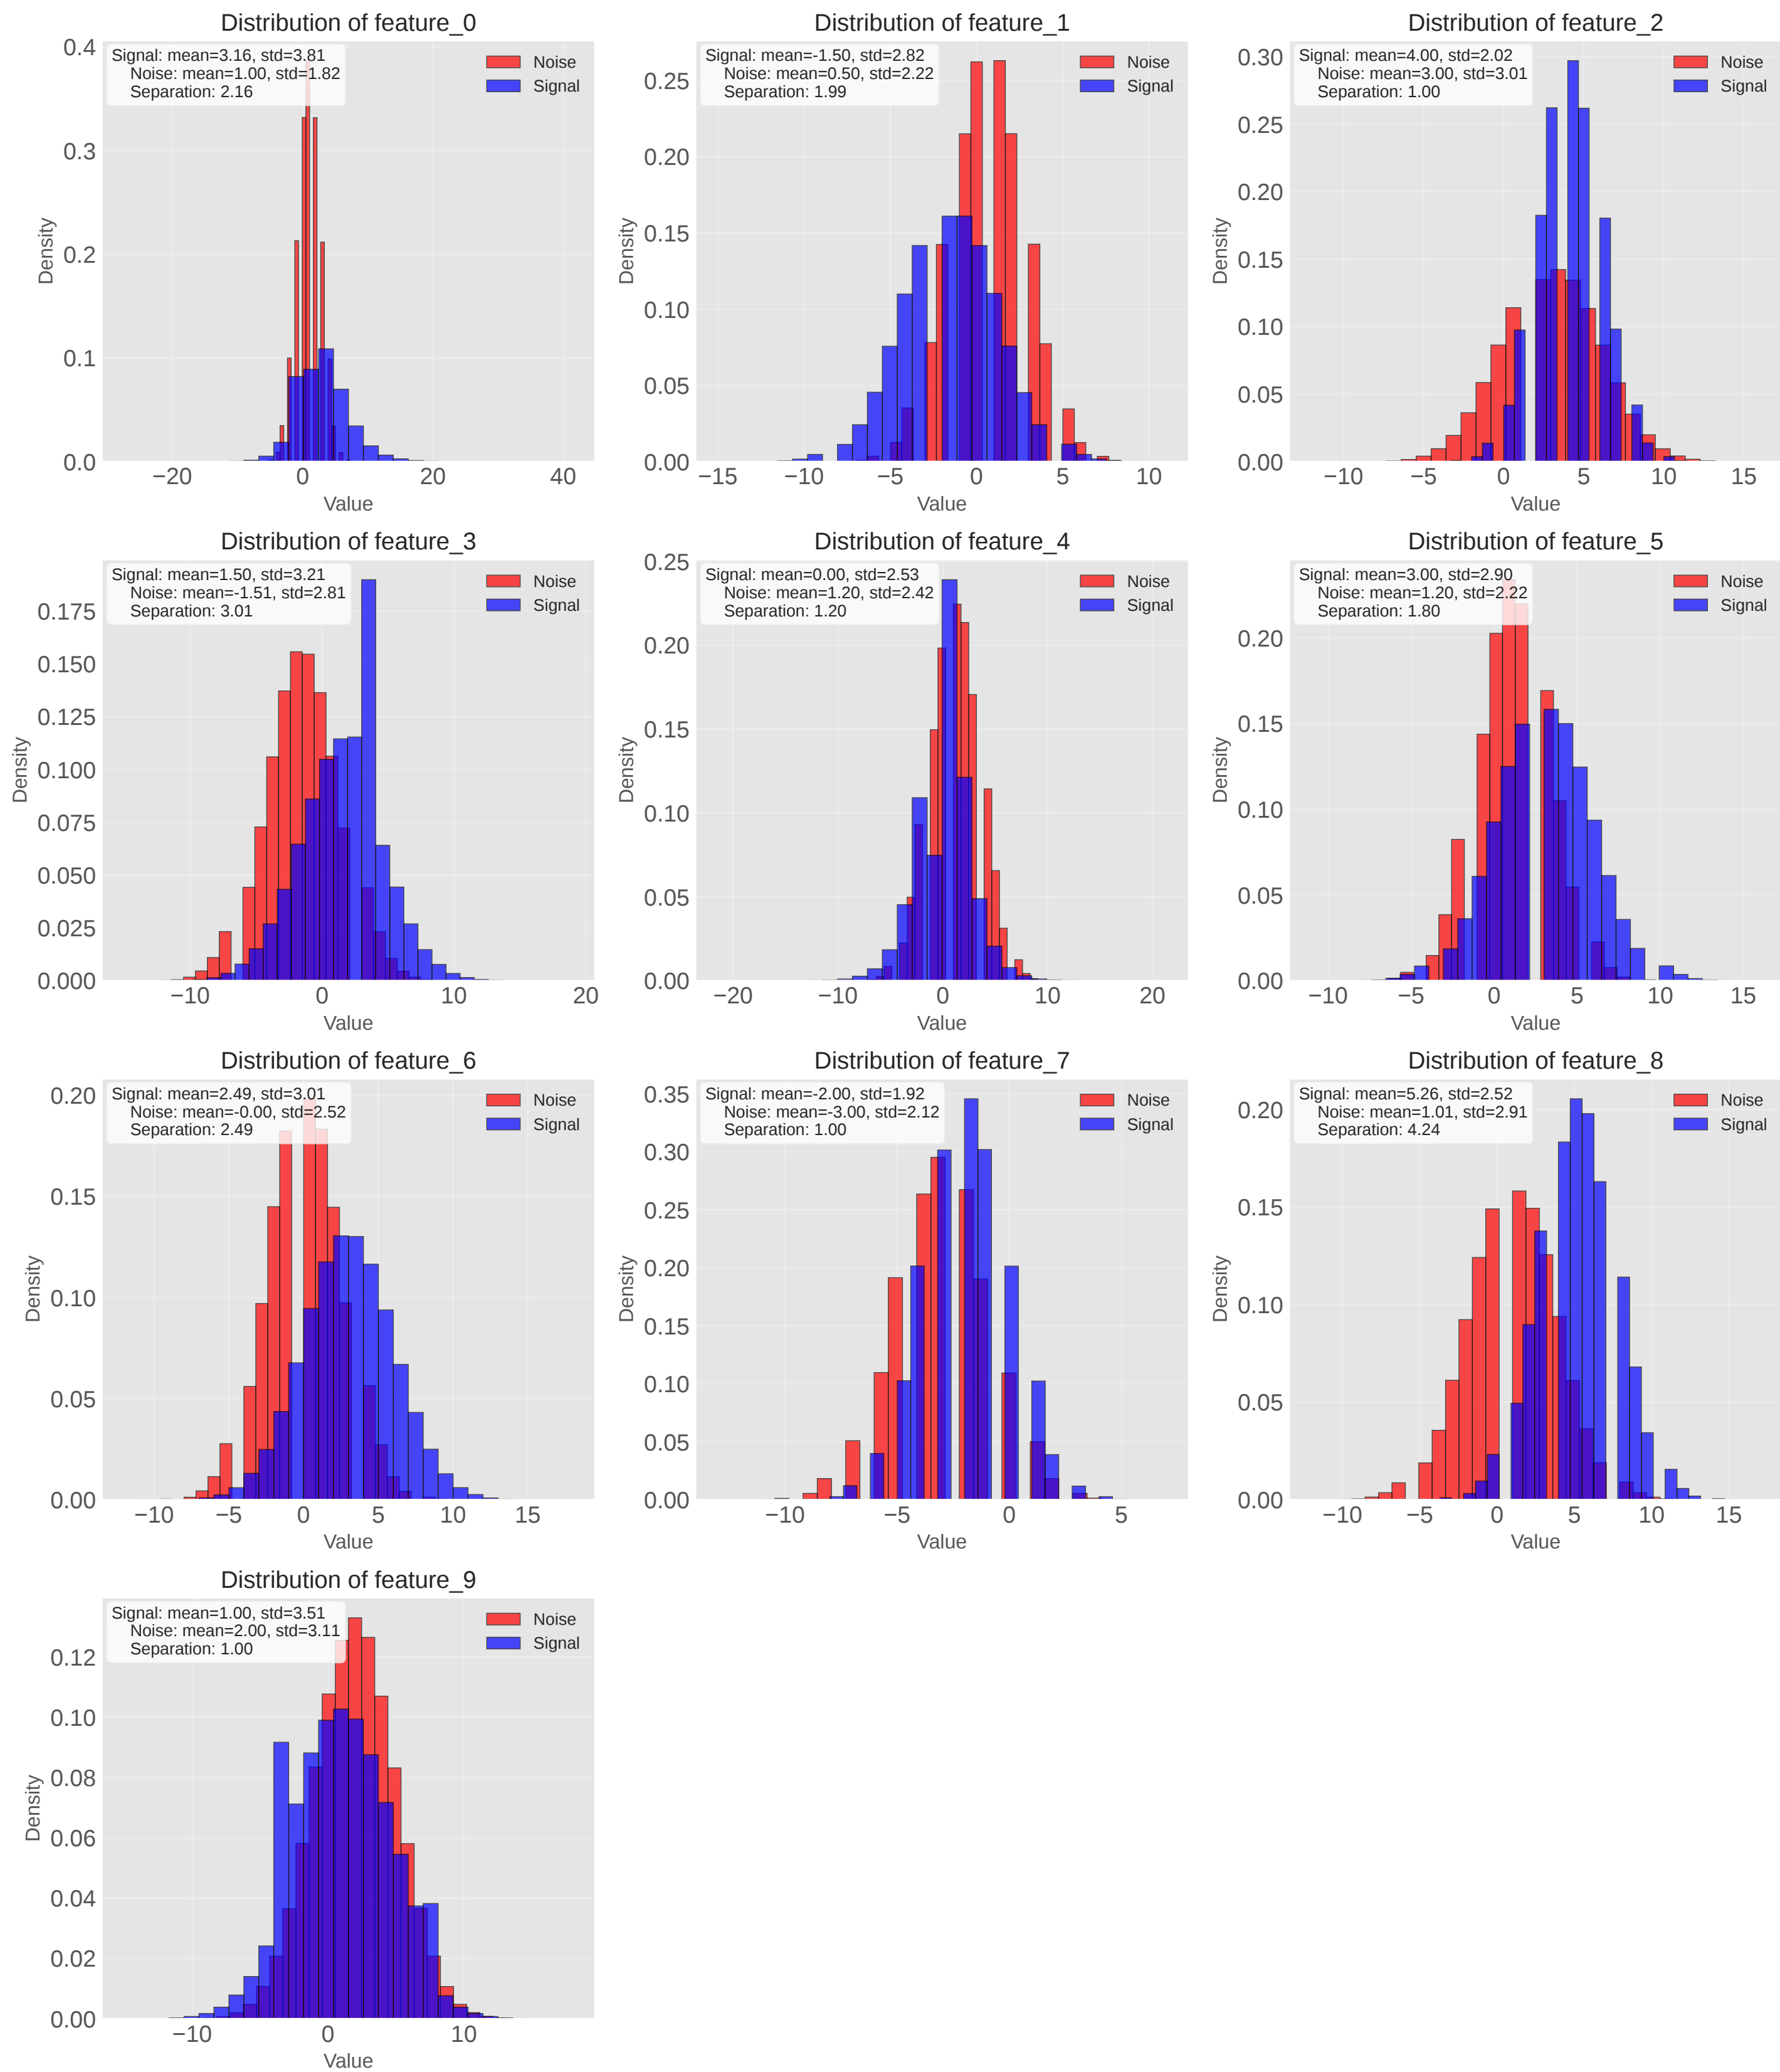 Distribution of feature_0
Signal: mean=3.16, std=3.81
Noise: mean=1.00, std=1.82
Separation: 2.16
Noise
Signal
0.4
0.3
0.2
0.1
0.0
Density
−20 0 20 40
Value
Distribution of feature_1
Signal: mean=-1.50, std=2.82
Noise: mean=0.50, std=2.22
Separation: 1.99
Noise
Signal
0.25
0.20
0.15
0.10
0.05
0.00
Density
−15 −10 −5 0 5 10
Value
Distribution of feature_2
Signal: mean=4.00, std=2.02
Noise: mean=3.00, std=3.01
Separation: 1.00
Noise
Signal
0.30
0.25
0.20
0.15
0.10
0.05
0.00
Density
−10 −5 0 5 10 15
Value
Distribution of feature_3
Signal: mean=1.50, std=3.21
Noise: mean=-1.51, std=2.81
Separation: 3.01
Noise
Signal
0.175
0.150
0.125
0.100
0.075
0.050
0.025
0.000
Density
−10 0 10 20
Value
Distribution of feature_4
Signal: mean=0.00, std=2.53
Noise: mean=1.20, std=2.42
Separation: 1.20
Noise
Signal
0.25
0.20
0.15
0.10
0.05
0.00
Density
−20 −10 0 10 20
Value
Distribution of feature_5
Signal: mean=3.00, std=2.90
Noise: mean=1.20, std=2.22
Separation: 1.80
Noise
Signal
0.20
0.15
0.10
0.05
0.00
Density
−10 −5 0 5 10 15
Value
Distribution of feature_6
Signal: mean=2.49, std=3.01
Noise: mean=-0.00, std=2.52
Separation: 2.49
Noise
Signal
0.20
0.15
0.10
0.05
0.00
Density
−10 −5 0 5 10 15
Value
Distribution of feature_7
Signal: mean=-2.00, std=1.92
Noise: mean=-3.00, std=2.12
Separation: 1.00
Noise
Signal
0.35
0.30
0.25
0.20
0.15
0.10
0.05
0.00
Density
−10 −5 0 5
Value
Distribution of feature_8
Signal: mean=5.26, std=2.52
Noise: mean=1.01, std=2.91
Separation: 4.24
Noise
Signal
0.20
0.15
0.10
0.05
0.00
Density
−10 −5 0 5 10 15
Value
Distribution of feature_9
Signal: mean=1.00, std=3.51
Noise: mean=2.00, std=3.11
Separation: 1.00
Noise
Signal
0.12
0.10
0.08
0.06
0.04
0.02
0.00
Density
−10 0 10
Value